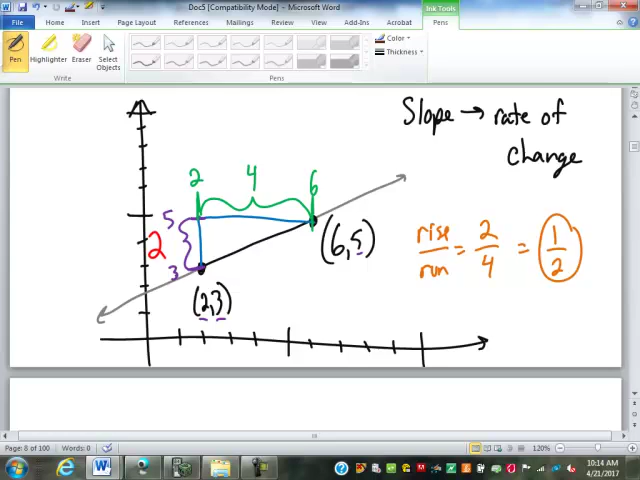 Doc5 [Compatibility Mode] - Microsoft Word
Ink Tools
File Home Insert Page Layout References Mailings Review View Add-Ins Acrobat Pens
Pen Highlighter Eraser Select Objects
Color
Thickness
Write Pens
Slope → rate of
change
2 4 6
5
2
3
(6,5)
(2,3)
rise/run = 2/4 = 1/2
Page: 8 of 100 Words: 0 120%
10:14 AM
4/21/2017